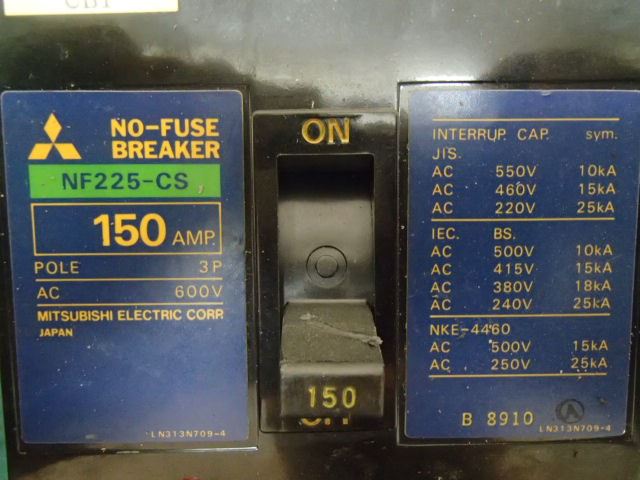 CB1
NO-FUSE
BREAKER
NF225-CS
150 AMP.
POLE 3P
AC 600V
MITSUBISHI ELECTRIC CORP.
JAPAN
LN313N709-4
ON
150
OFF
INTERRUP. CAP. sym.
JIS.
AC 550V 10kA
AC 460V 15kA
AC 220V 25kA
IEC. BS.
AC 500V 10kA
AC 415V 15kA
AC 380V 18kA
AC 240V 25kA
NKE-4460
AC 500V 15kA
AC 250V 25kA
B 8910 A
LN313N709-4